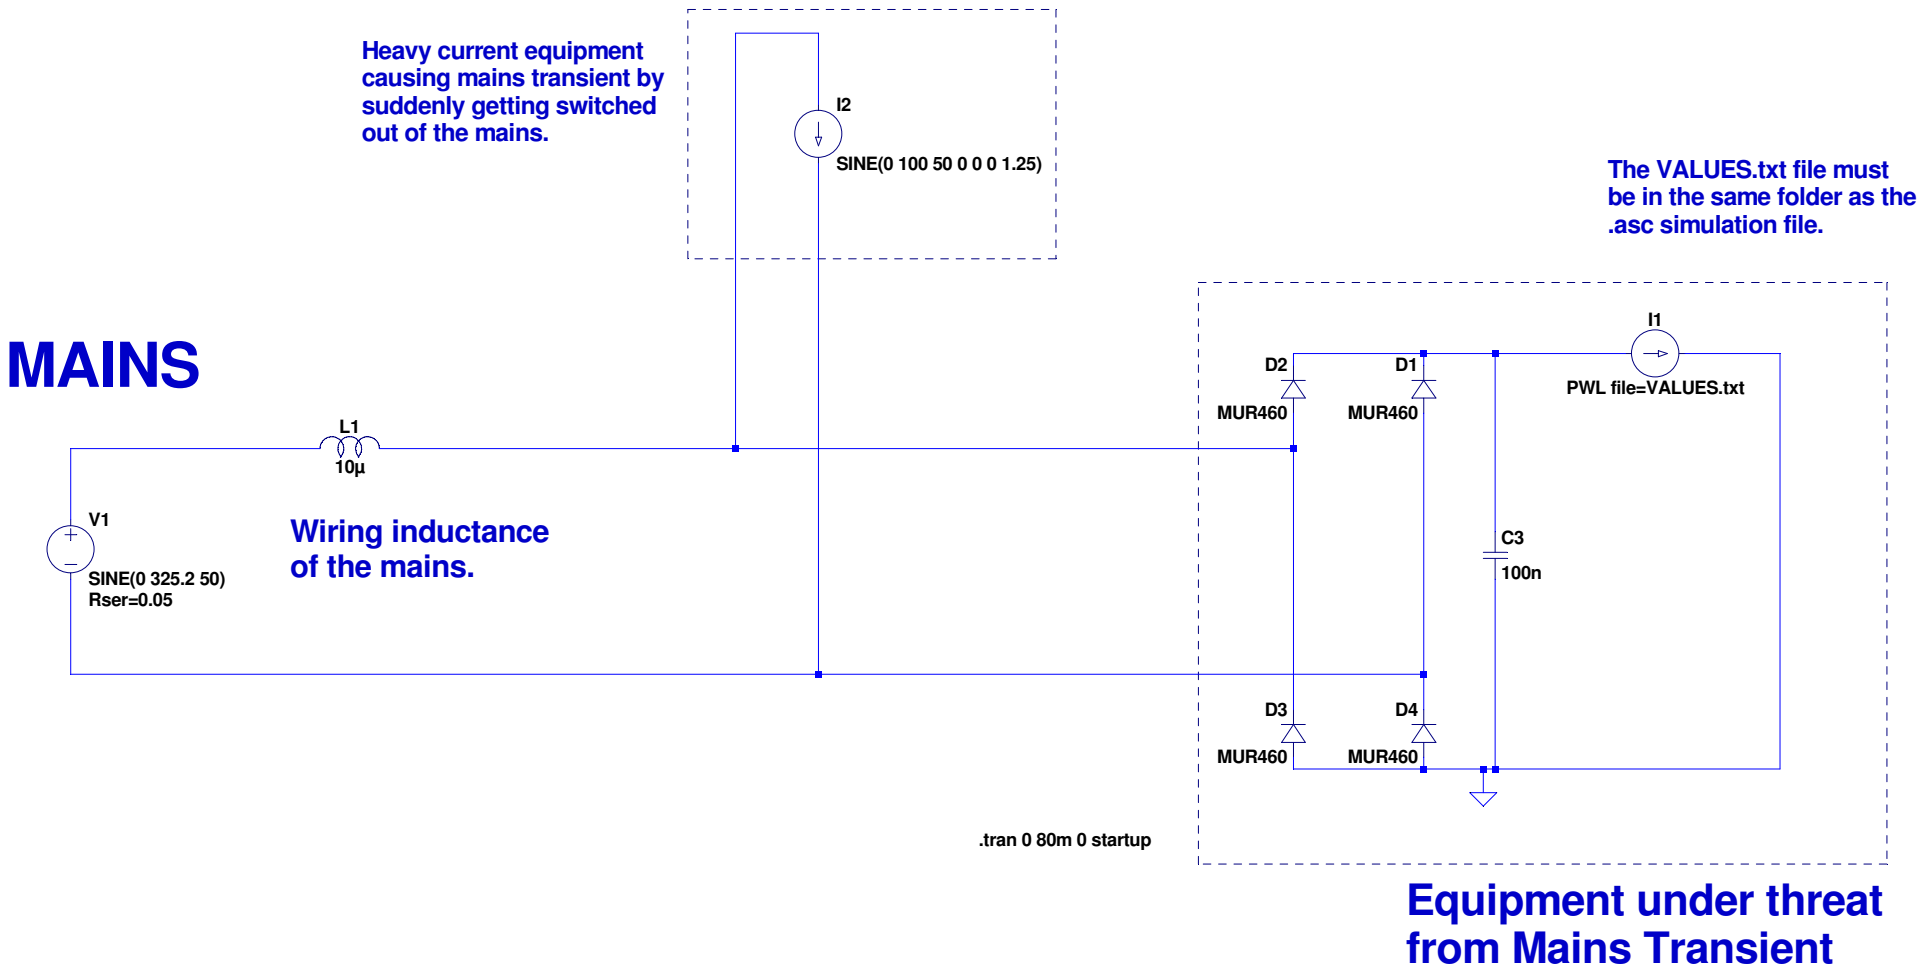 Heavy current equipment
causing mains transient by
suddenly getting switched
out of the mains.
I2
SINE(0 100 50 0 0 0 1.25)
The VALUES.txt file must
be in the same folder as the
.asc simulation file.
MAINS
I1
PWL file=VALUES.txt
D2
MUR460
D1
MUR460
L1
10µ
V1
SINE(0 325.2 50)
Rser=0.05
Wiring inductance
of the mains.
C3
100n
D3
MUR460
D4
MUR460
.tran 0 80m 0 startup
Equipment under threat
from Mains Transient